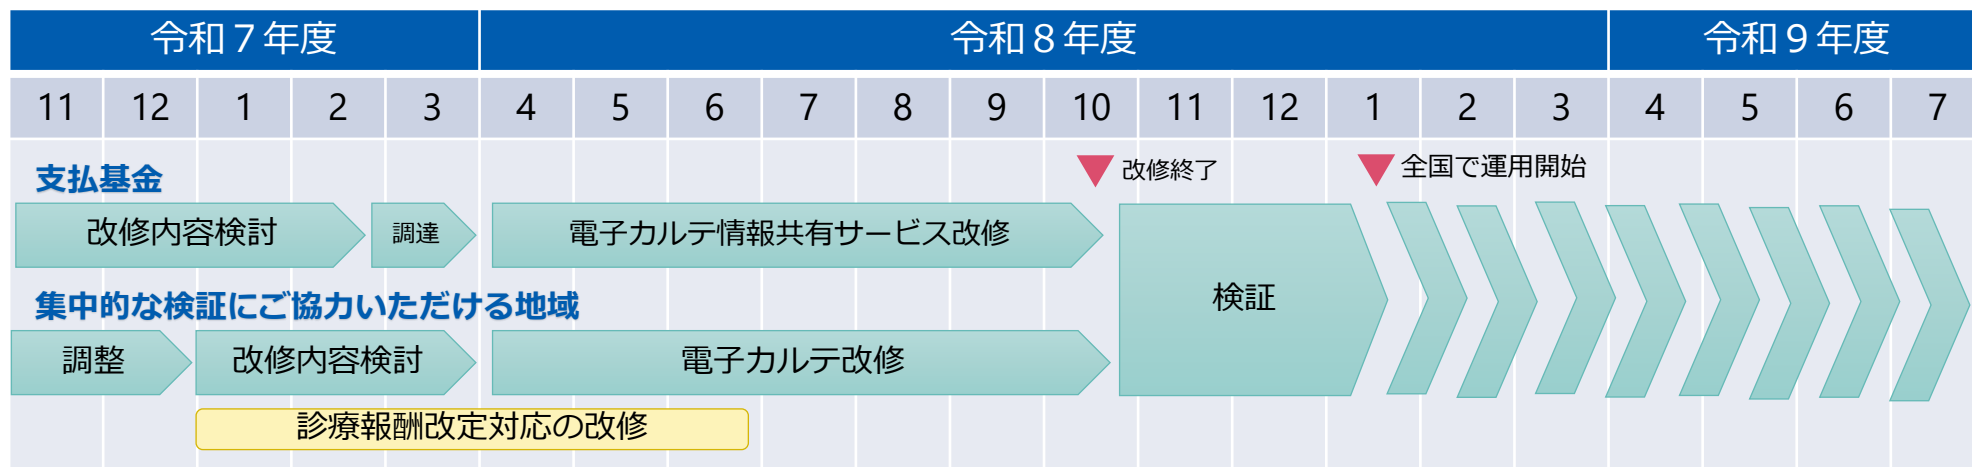 令和７年度 令和８年度 令和９年度
11 12 1 2 3 4 5 6 7 8 9 10 11 12 1 2 3 4 5 6 7
改修終了 全国で運用開始
支払基金
改修内容検討 調達 電子カルテ情報共有サービス改修
検証
集中的な検証にご協力いただける地域
調整 改修内容検討 電子カルテ改修
診療報酬改定対応の改修